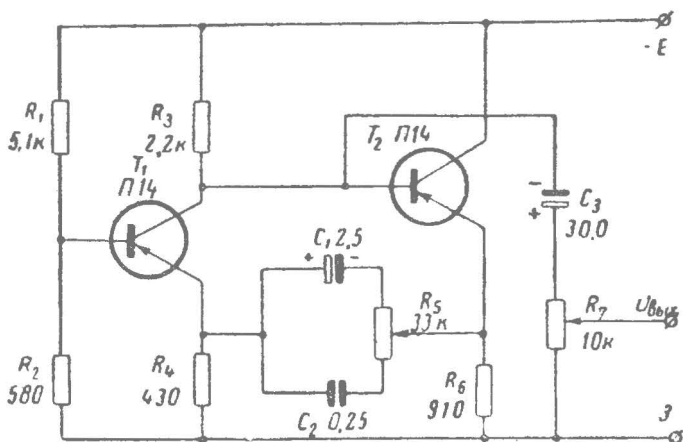 - E
R₁
5,1к
R₃
2,2к
T₁
П14
T₂ П14
C₃
30,0
C₁ 2,5
R₅
33к
R₇
10к
Uвых
R₂
580
R₄
430
C₂ 0,25
R₆
910
З
+ -
-
+